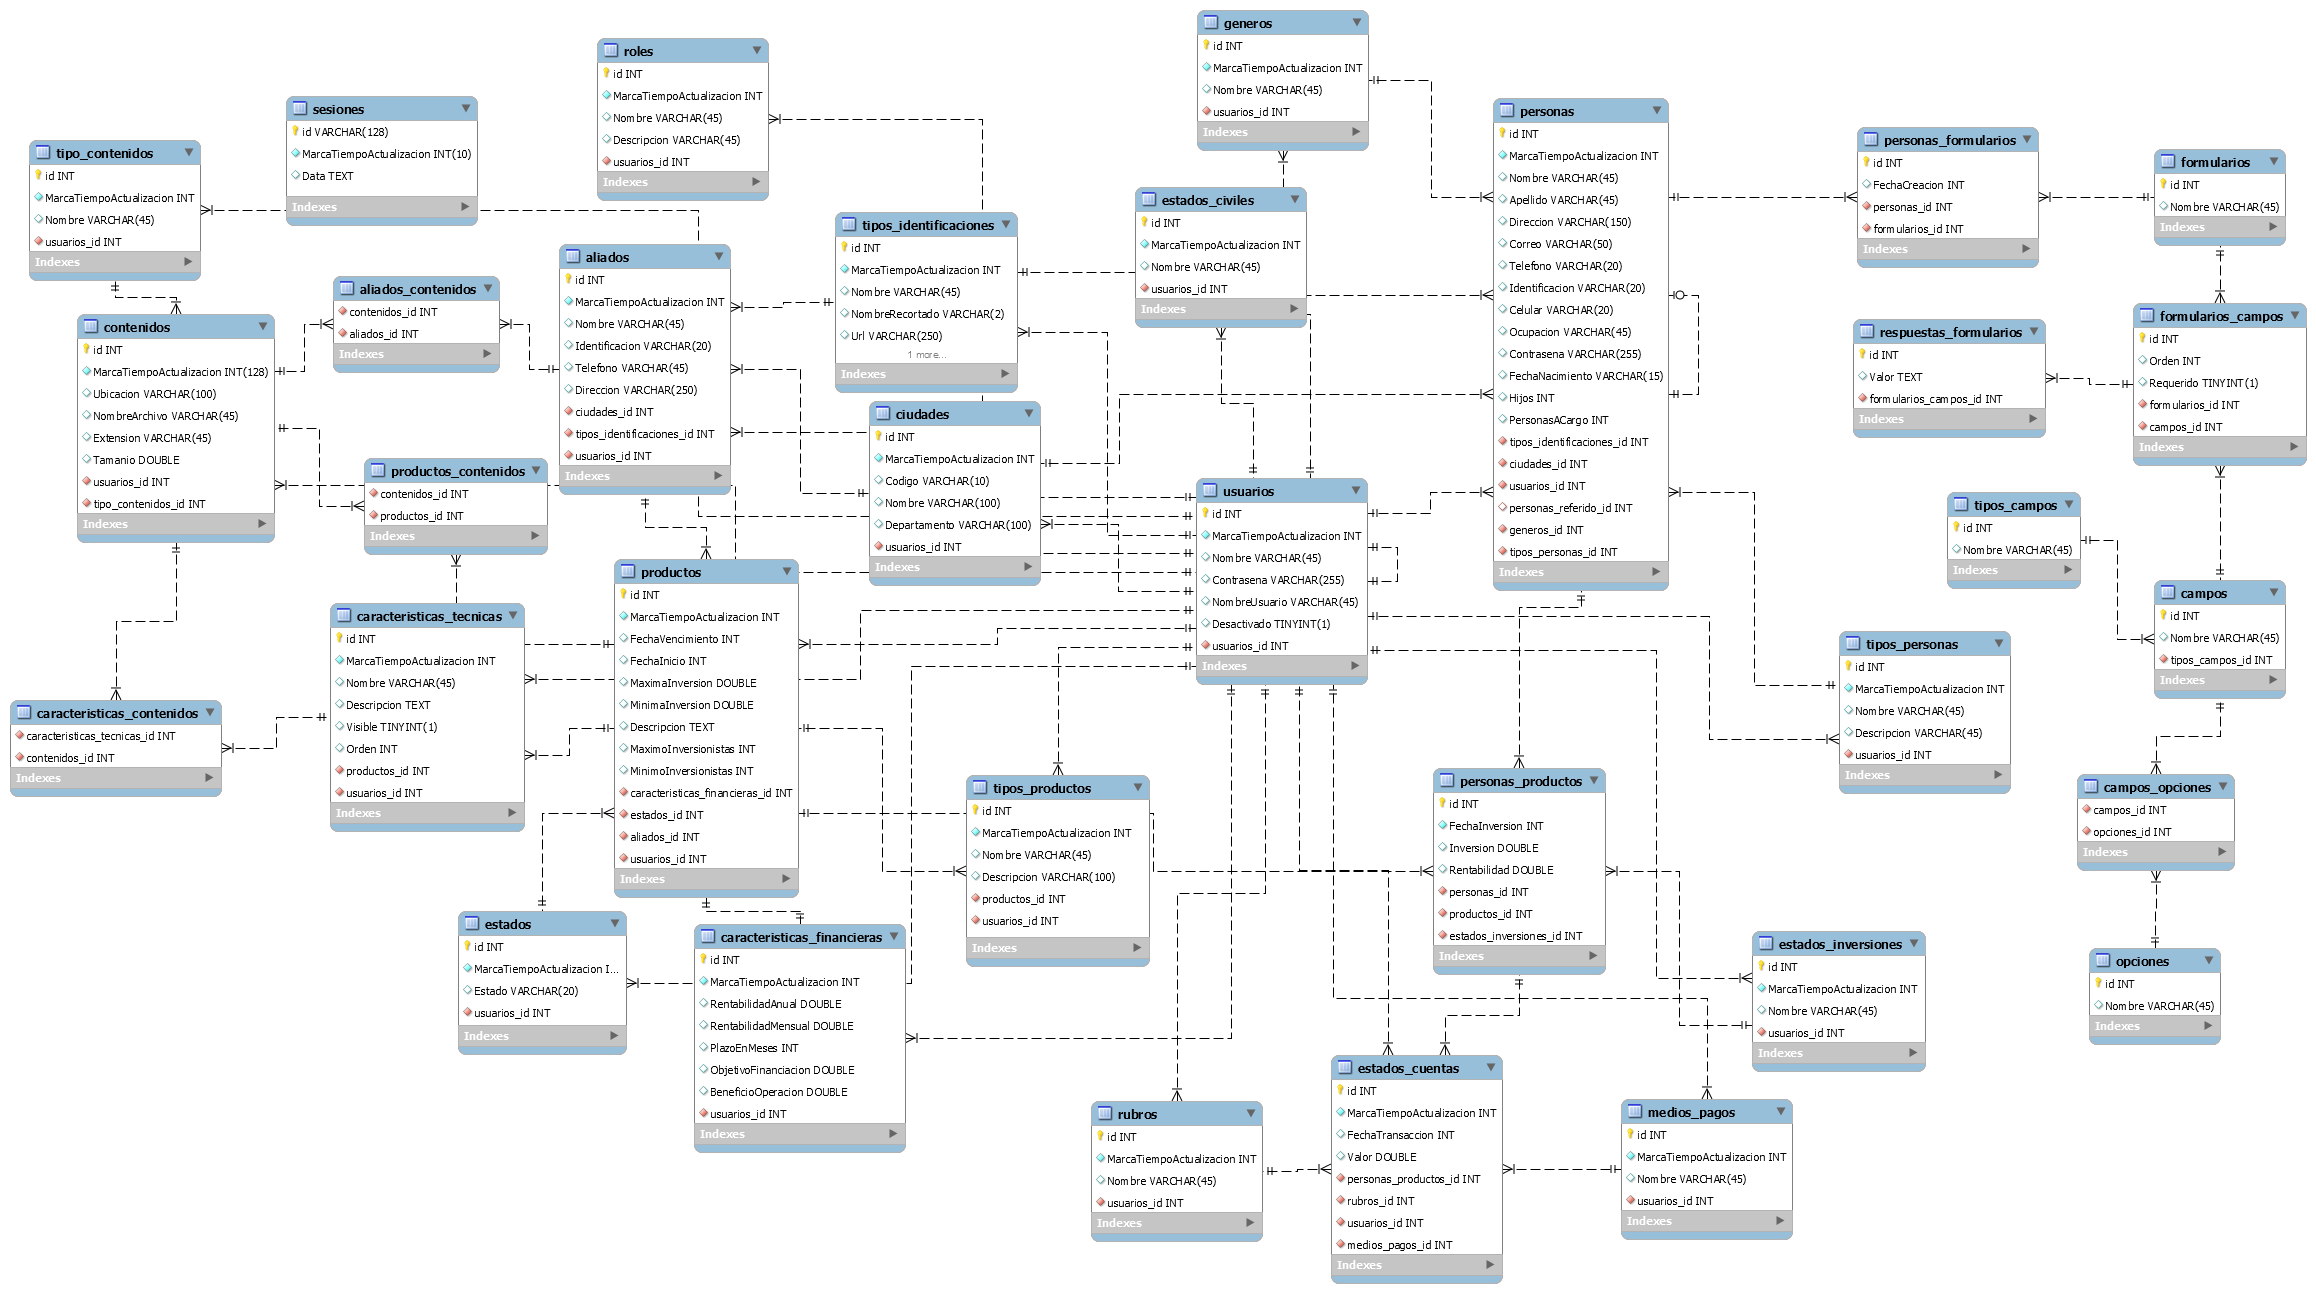 generos
id INT
MarcaTiempoActualizacion INT
Nombre VARCHAR(45)
usuarios_id INT
Indexes
roles
id INT
MarcaTiempoActualizacion INT
Nombre VARCHAR(45)
Descripcion VARCHAR(45)
usuarios_id INT
Indexes
sesiones
id VARCHAR(128)
MarcaTiempoActualizacion INT(10)
Data TEXT
Indexes
tipo_contenidos
id INT
MarcaTiempoActualizacion INT
Nombre VARCHAR(45)
usuarios_id INT
Indexes
personas
id INT
MarcaTiempoActualizacion INT
Nombre VARCHAR(45)
Apellido VARCHAR(45)
Direccion VARCHAR(150)
Correo VARCHAR(50)
Telefono VARCHAR(20)
Identificacion VARCHAR(20)
Celular VARCHAR(20)
Ocupacion VARCHAR(45)
Contrasena VARCHAR(255)
FechaNacimiento VARCHAR(15)
Hijos INT
PersonasACargo INT
tipos_identificaciones_id INT
ciudades_id INT
usuarios_id INT
personas_referido_id INT
generos_id INT
tipos_personas_id INT
Indexes
personas_formularios
id INT
FechaCreacion INT
personas_id INT
formularios_id INT
Indexes
formularios
id INT
Nombre VARCHAR(45)
Indexes
estados_civiles
id INT
MarcaTiempoActualizacion INT
Nombre VARCHAR(45)
usuarios_id INT
Indexes
tipos_identificaciones
id INT
MarcaTiempoActualizacion INT
Nombre VARCHAR(45)
NombreRecortado VARCHAR(2)
Url VARCHAR(250)
1 more...
Indexes
aliados
id INT
MarcaTiempoActualizacion INT
Nombre VARCHAR(45)
Identificacion VARCHAR(20)
Telefono VARCHAR(45)
Direccion VARCHAR(250)
ciudades_id INT
tipos_identificaciones_id INT
usuarios_id INT
Indexes
aliados_contenidos
contenidos_id INT
aliados_id INT
Indexes
contenidos
id INT
MarcaTiempoActualizacion INT(128)
Ubicacion VARCHAR(100)
NombreArchivo VARCHAR(45)
Extension VARCHAR(45)
Tamanio DOUBLE
usuarios_id INT
tipo_contenidos_id INT
Indexes
respuestas_formularios
id INT
Valor TEXT
formularios_campos_id INT
Indexes
formularios_campos
id INT
Orden INT
Requerido TINYINT(1)
formularios_id INT
campos_id INT
Indexes
ciudades
id INT
MarcaTiempoActualizacion INT
Codigo VARCHAR(10)
Nombre VARCHAR(100)
Departamento VARCHAR(100)
usuarios_id INT
Indexes
productos_contenidos
contenidos_id INT
productos_id INT
Indexes
usuarios
id INT
MarcaTiempoActualizacion INT
Nombre VARCHAR(45)
Contrasena VARCHAR(255)
NombreUsuario VARCHAR(45)
Desactivado TINYINT(1)
usuarios_id INT
Indexes
tipos_campos
id INT
Nombre VARCHAR(45)
Indexes
productos
id INT
MarcaTiempoActualizacion INT
FechaVencimiento INT
FechaInicio INT
MaximaInversion DOUBLE
MinimaInversion DOUBLE
Descripcion TEXT
MaximoInversionistas INT
MinimoInversionistas INT
caracteristicas_financieras_id INT
estados_id INT
aliados_id INT
usuarios_id INT
Indexes
campos
id INT
Nombre VARCHAR(45)
tipos_campos_id INT
Indexes
caracteristicas_tecnicas
id INT
MarcaTiempoActualizacion INT
Nombre VARCHAR(45)
Descripcion TEXT
Visible TINYINT(1)
Orden INT
productos_id INT
usuarios_id INT
Indexes
tipos_personas
id INT
MarcaTiempoActualizacion INT
Nombre VARCHAR(45)
Descripcion VARCHAR(45)
usuarios_id INT
Indexes
caracteristicas_contenidos
caracteristicas_tecnicas_id INT
contenidos_id INT
Indexes
tipos_productos
id INT
MarcaTiempoActualizacion INT
Nombre VARCHAR(45)
Descripcion VARCHAR(100)
productos_id INT
usuarios_id INT
Indexes
personas_productos
id INT
FechaInversion INT
Inversion DOUBLE
Rentabilidad DOUBLE
personas_id INT
productos_id INT
estados_inversiones_id INT
Indexes
campos_opciones
campos_id INT
opciones_id INT
Indexes
estados
id INT
MarcaTiempoActualizacion I...
Estado VARCHAR(20)
usuarios_id INT
Indexes
caracteristicas_financieras
id INT
MarcaTiempoActualizacion INT
RentabilidadAnual DOUBLE
RentabilidadMensual DOUBLE
PlazoEnMeses INT
ObjetivoFinanciacion DOUBLE
BeneficioOperacion DOUBLE
usuarios_id INT
Indexes
estados_inversiones
id INT
MarcaTiempoActualizacion INT
Nombre VARCHAR(45)
usuarios_id INT
Indexes
opciones
id INT
Nombre VARCHAR(45)
Indexes
estados_cuentas
id INT
MarcaTiempoActualizacion INT
FechaTransaccion INT
Valor DOUBLE
personas_productos_id INT
rubros_id INT
usuarios_id INT
medios_pagos_id INT
Indexes
rubros
id INT
MarcaTiempoActualizacion INT
Nombre VARCHAR(45)
usuarios_id INT
Indexes
medios_pagos
id INT
MarcaTiempoActualizacion INT
Nombre VARCHAR(45)
usuarios_id INT
Indexes